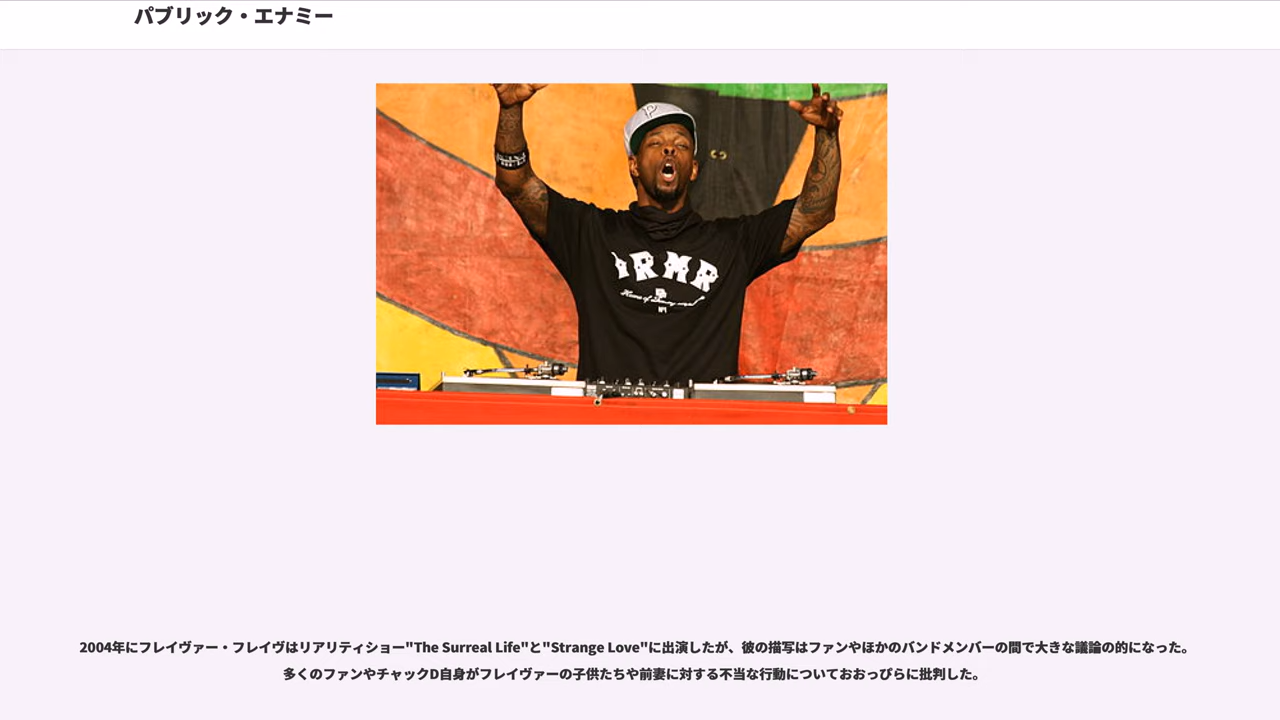 パブリック・エナミー
2004年にフレイヴァー・フレイヴはリアリティショー"The Surreal Life"と"Strange Love"に出演したが、彼の描写はファンやほかのバンドメンバーの間で大きな議論の的になった。
多くのファンやチャックD自身がフレイヴァーの子供たちや前妻に対する不当な行動についておおっぴらに批判した。